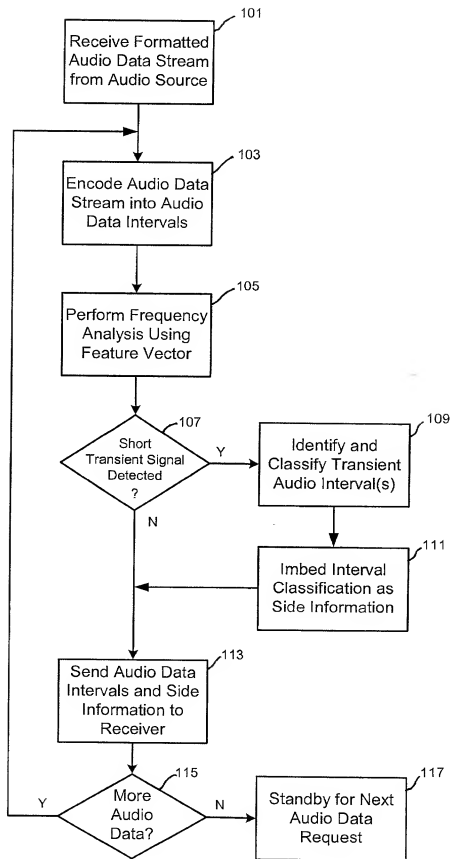 101
Receive Formatted
Audio Data Stream
from Audio Source
103
Encode Audio Data
Stream into Audio
Data Intervals
105
Perform Frequency
Analysis Using
Feature Vector
107
Short
Transient Signal
Detected
?
Y
N
109
Identify and
Classify Transient
Audio Interval(s)
111
Imbed Interval
Classification as
Side Information
113
Send Audio Data
Intervals and Side
Information to
Receiver
115
More
Audio
Data?
Y
N
117
Standby for Next
Audio Data
Request